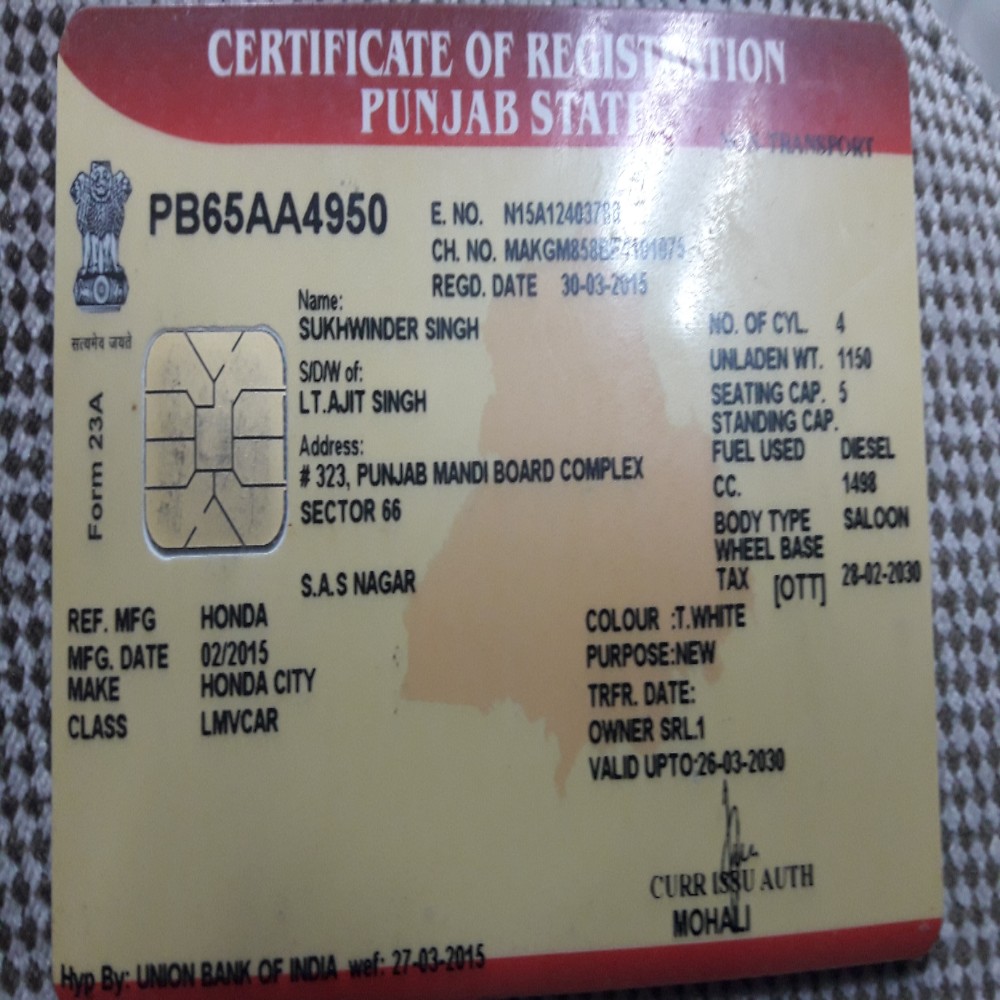 CERTIFICATE OF REGISTRATION
PUNJAB STATE
TRANSPORT
PB65AA4950
E. NO.
CH. NO.
REGD. DATE 30-03-2015
Name:
SUKHWINDER SINGH
S/D/W of:
LT.AJIT SINGH
Address:
# 323, PUNJAB MANDI BOARD COMPLEX
SECTOR 66
S.A.S NAGAR
सत्यमेव जयते
Form 23A
NO. OF CYL. 4
UNLADEN WT. 1150
SEATING CAP. 5
STANDING CAP.
FUEL USED DIESEL
CC. 1498
BODY TYPE SALOON
WHEEL BASE
TAX [OTT] 28-02-2030
REF. MFG HONDA
MFG. DATE 02/2015
MAKE HONDA CITY
CLASS LMVCAR
COLOUR :T.WHITE
PURPOSE:NEW
TRFR. DATE:
OWNER SRL.1
VALID UPTO:26-03-2030
CURR ISSU AUTH
MOHALI
Hyp By: UNION BANK OF INDIA wef: 27-03-2015